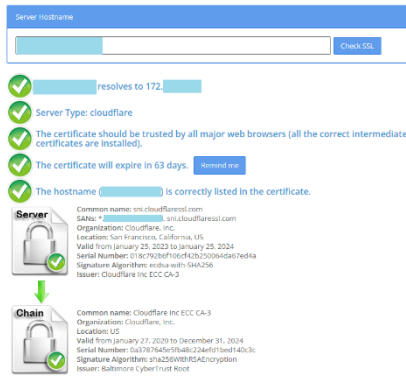 Server Hostname
Check SSL
resolves to 172.
Server Type: cloudflare
The certificate should be trusted by all major web browsers (all the correct intermediate
certificates are installed).
The certificate will expire in 63 days. Remind me
The hostname ( ) is correctly listed in the certificate.
Server
Common name: sni.cloudflaressl.com
SANs: *. , sni.cloudflaressl.com
Organization: Cloudflare, Inc.
Location: San Francisco, California, US
Valid from January 25, 2023 to January 25, 2024
Serial Number: 018c792b6f106cf42b250064da67ed4a
Signature Algorithm: ecdsa-with-SHA256
Issuer: Cloudflare Inc ECC CA-3
Chain
Common name: Cloudflare Inc ECC CA-3
Organization: Cloudflare, Inc.
Location: US
Valid from January 27, 2020 to December 31, 2024
Serial Number: 0a3787645e5fb48c224efd1bed140c3c
Signature Algorithm: sha256WithRSAEncryption
Issuer: Baltimore CyberTrust Root